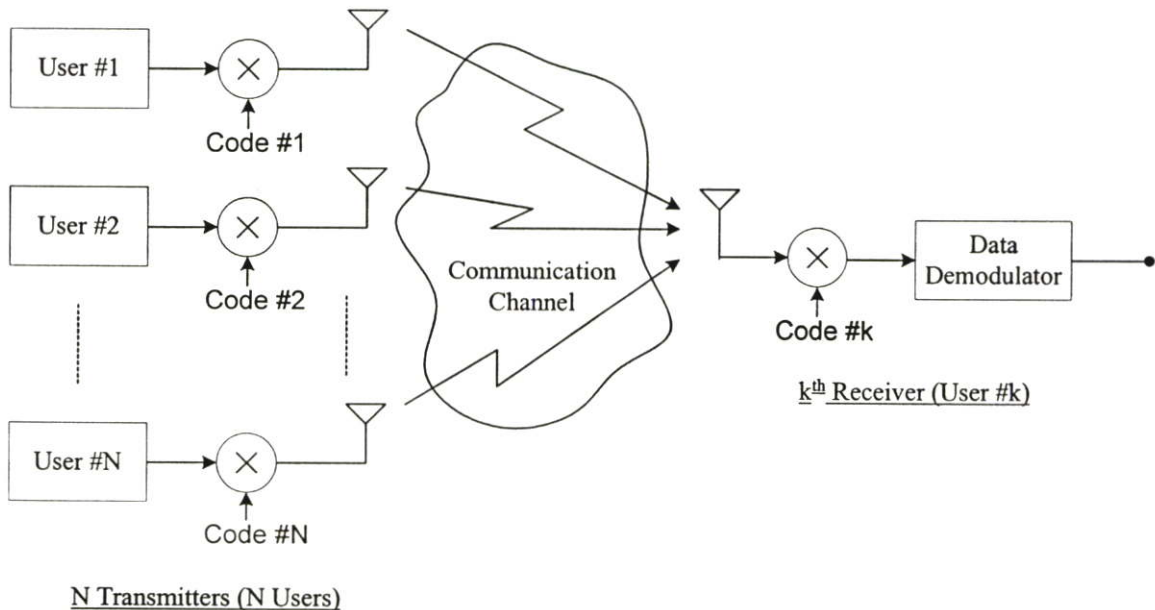 User #1
Code #1
User #2
Code #2
Communication
Channel
Data
Demodulator
Code #k
kth Receiver (User #k)
User #N
Code #N
N Transmitters (N Users)